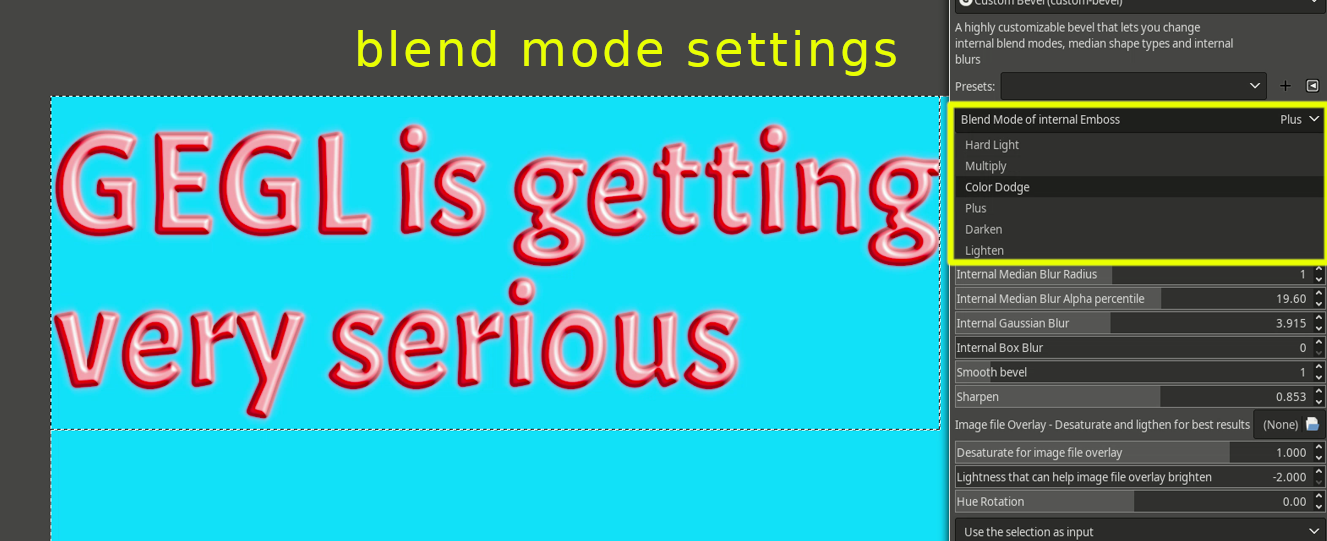 Custom Bevel (custom-bevel)
blend mode settings
A highly customizable bevel that lets you change
internal blend modes, median shape types and internal
blurs
Presets:
Blend Mode of internal Emboss Plus
Hard Light
Multiply
Color Dodge
Plus
Darken
Lighten
GEGL is getting
very serious
Internal Median Blur Radius 1
Internal Median Blur Alpha percentile 19.60
Internal Gaussian Blur 3.915
Internal Box Blur 0
Smooth bevel 1
Sharpen 0.853
Image file Overlay - Desaturate and ligthen for best results (None)
Desaturate for image file overlay 1.000
Lightness that can help image file overlay brighten -2.000
Hue Rotation 0.00
Use the selection as input